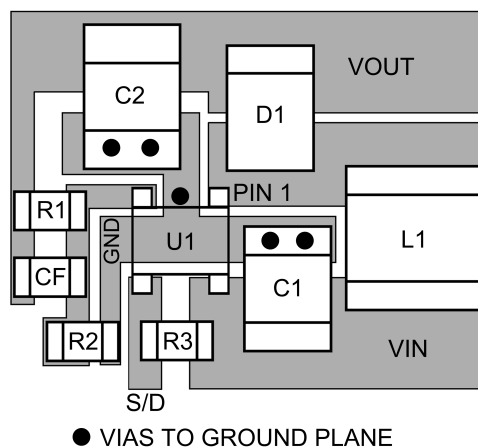 VOUT
C2
D1
R1
PIN 1
GND
U1
L1
CF
C1
R2
R3
VIN
S/D
VIAS TO GROUND PLANE